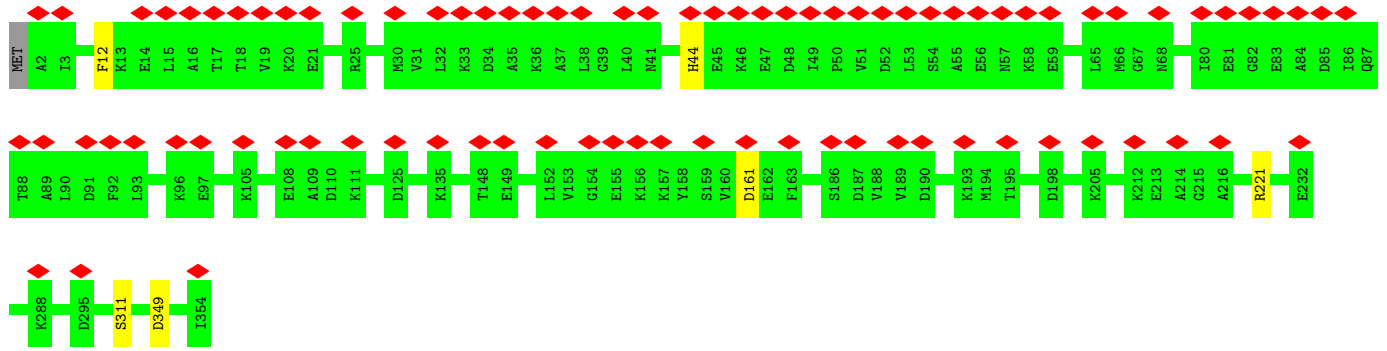 MET A2 I3 F12 K13 E14 L15 A16 T17 T18 V19 K20 E21 R25 M30 V31 L32 K33 D34 A35 K36 A37 L38 G39 L40 N41 H44 E45 K46 E47 D48 I49 P50 V51 D52 L53 S54 A55 E56 N57 K58 E59 L65 M66 G67 N68 I80 E81 G82 E83 A84 D85 I86 Q87
T88 A89 L90 D91 F92 L93 K96 E97 K105 E108 A109 D110 K111 D125 K135 T148 E149 L152 V153 G154 E155 K156 K157 Y158 S159 V160 D161 E162 F163 S186 D187 V188 V189 D190 K193 M194 T195 D198 K205 K212 E213 A214 G215 A216 R221 E232
K288 D295 S311 D349 I354